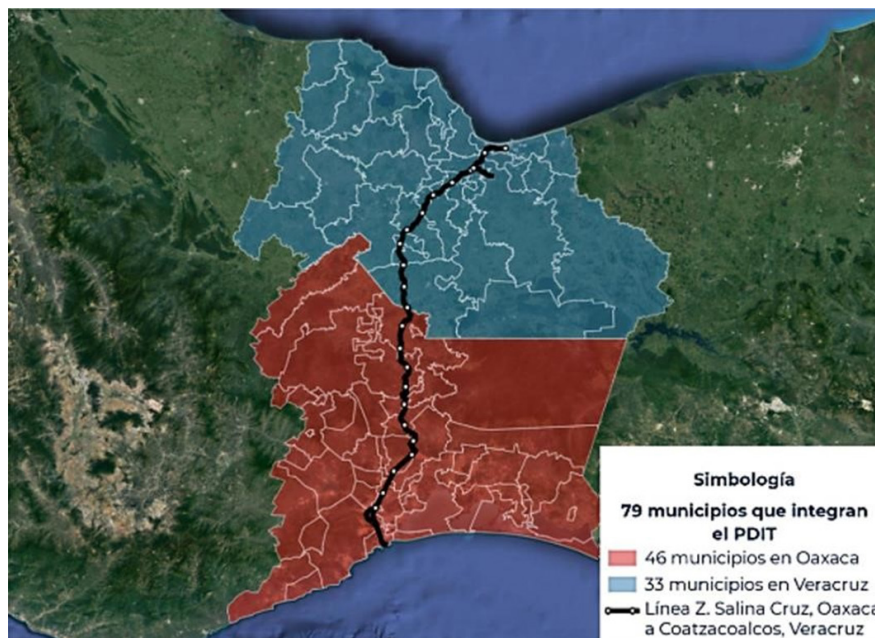 Simbología
79 municipios que integran
el PDIT
46 municipios en Oaxaca
33 municipios en Veracruz
Línea Z. Salina Cruz, Oaxaca
a Coatzacoalcos, Veracruz